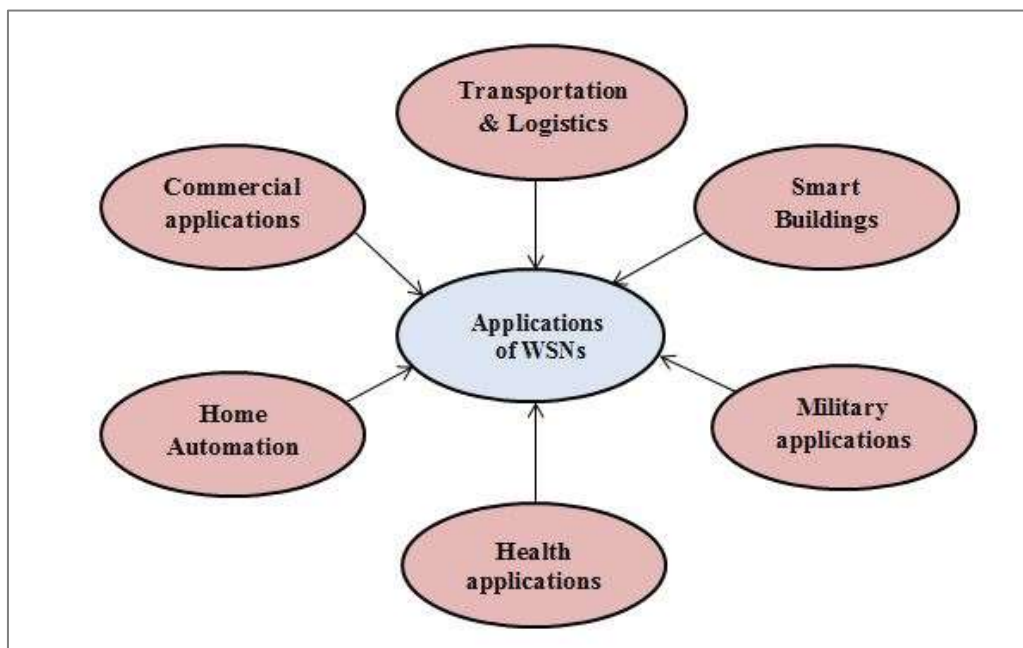 Transportation
& Logistics
Commercial
applications
Smart
Buildings
Applications
of WSNs
Home
Automation
Military
applications
Health
applications